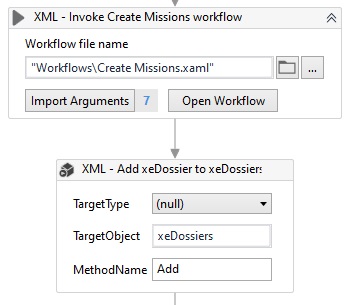 XML - Invoke Create Missions workflow
Workflow file name
"Workflows\Create Missions.xaml"
...
Import Arguments 7 Open Workflow
XML - Add xeDossier to xeDossiers
TargetType (null)
TargetObject xeDossiers
MethodName Add